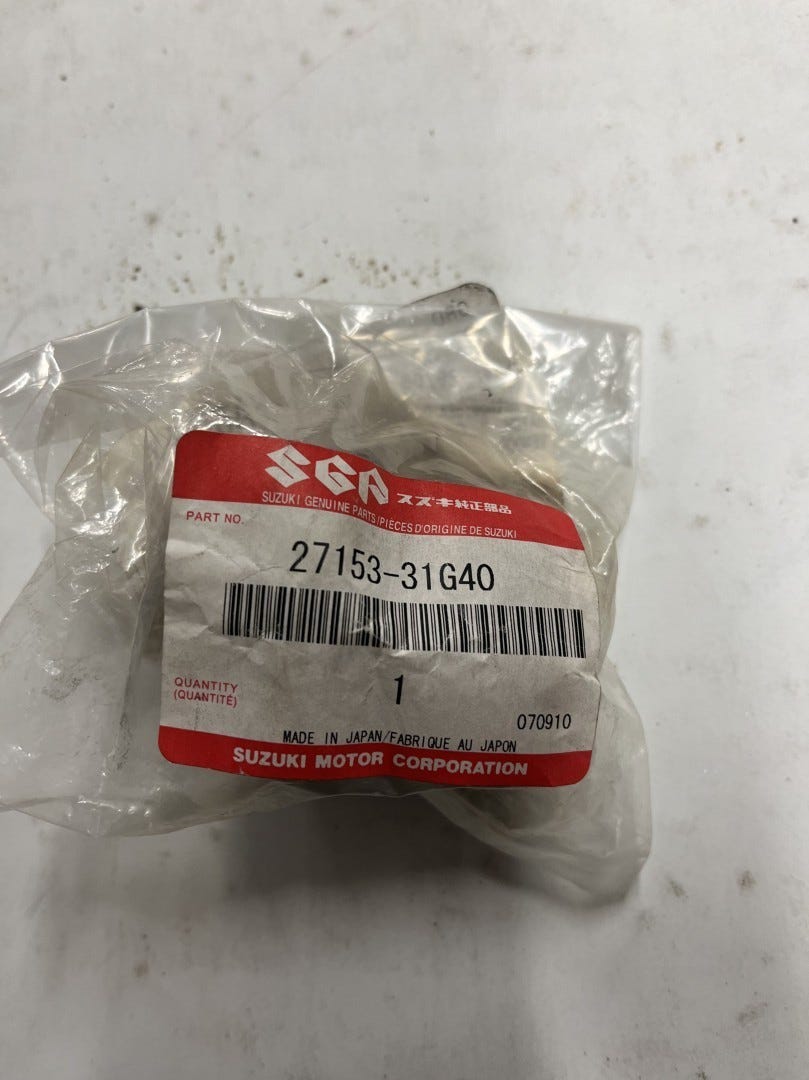 SGP スズキ純正部品
SUZUKI GENUINE PARTS/PIÈCES D'ORIGINE DE SUZUKI
PART NO.
27153-31G40
QUANTITY
(QUANTITÉ)
1
070910
MADE IN JAPAN/FABRIQUE AU JAPON
SUZUKI MOTOR CORPORATION